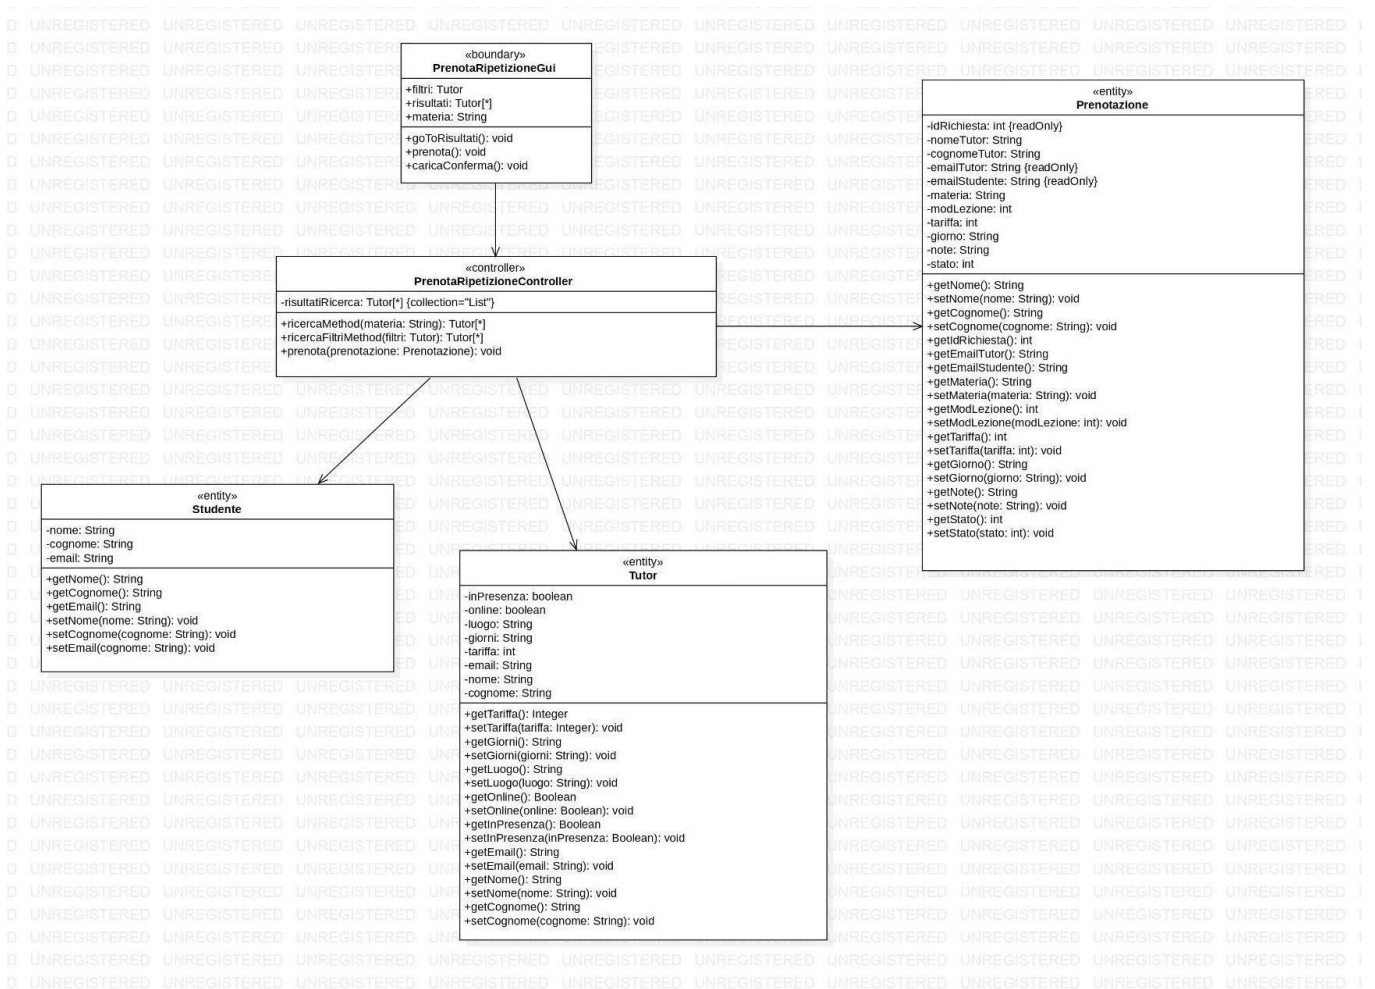 «boundary»
PrenotaRipetizioneGui
+filtri: Tutor
+risultati: Tutor[*]
+materia: String
+goToRisultati(): void
+prenota(): void
+caricaConferma(): void
«controller»
PrenotaRipetizioneController
-risultatiRicerca: Tutor[*] {collection="List"}
+ricercaMethod(materia: String): Tutor[*]
+ricercaFiltriMethod(filtri: Tutor): Tutor[*]
+prenota(prenotazione: Prenotazione): void
«entity»
Prenotazione
-idRichiesta: int {readOnly}
-nomeTutor: String
-cognomeTutor: String
-emailTutor: String {readOnly}
-emailStudente: String {readOnly}
-materia: String
-modLezione: int
-tariffa: int
-giorno: String
-note: String
-stato: int
+getNome(): String
+setNome(nome: String): void
+getCognome(): String
+setCognome(cognome: String): void
+getIdRichiesta(): int
+getEmailTutor(): String
+getEmailStudente(): String
+getMateria(): String
+setMateria(materia: String): void
+getModLezione(): int
+setModLezione(modLezione: int): void
+getTariffa(): int
+setTariffa(tariffa: int): void
+getGiorno(): String
+setGiorno(giorno: String): void
+getNote(): String
+setNote(note: String): void
+getStato(): int
+setStato(stato: int): void
«entity»
Studente
-nome: String
-cognome: String
-email: String
+getNome(): String
+getCognome(): String
+getEmail(): String
+setNome(nome: String): void
+setCognome(cognome: String): void
+setEmail(cognome: String): void
«entity»
Tutor
-inPresenza: boolean
-online: boolean
-luogo: String
-giorni: String
-tariffa: int
-email: String
-nome: String
-cognome: String
+getTariffa(): Integer
+setTariffa(tariffa: Integer): void
+getGiorni(): String
+setGiorni(giorni: String): void
+getLuogo(): String
+setLuogo(luogo: String): void
+getOnline(): Boolean
+setOnline(online: Boolean): void
+getInPresenza(): Boolean
+setInPresenza(inPresenza: Boolean): void
+getEmail(): String
+setEmail(email: String): void
+getNome(): String
+setNome(nome: String): void
+getCognome(): String
+setCognome(cognome: String): void
UNREGISTERED